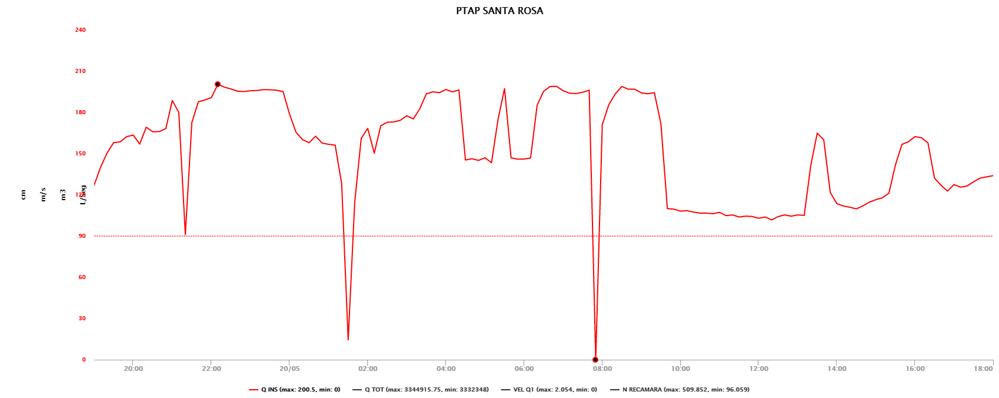 PTAP SANTA ROSA
240
210
180
150
120
90
60
30
0
cm
m/s
m3
L/seg
20:00 22:00 20/05 02:00 04:00 06:00 08:00 10:00 12:00 14:00 16:00 18:00
Q INS (max: 200.5, min: 0) Q TOT (max: 3344915.75, min: 3332348) VEL Q1 (max: 2.054, min: 0) N RECAMARA (max: 509.852, min: 96.059)